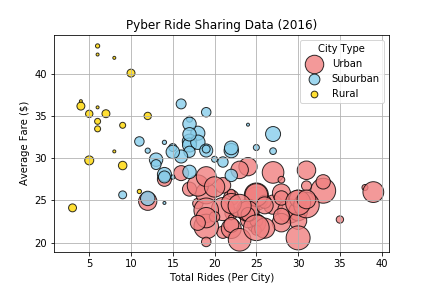 Pyber Ride Sharing Data (2016)
City Type
Urban
Suburban
Rural
Average Fare ($)
40
35
30
25
20
5
10
15
20
25
30
35
40
Total Rides (Per City)